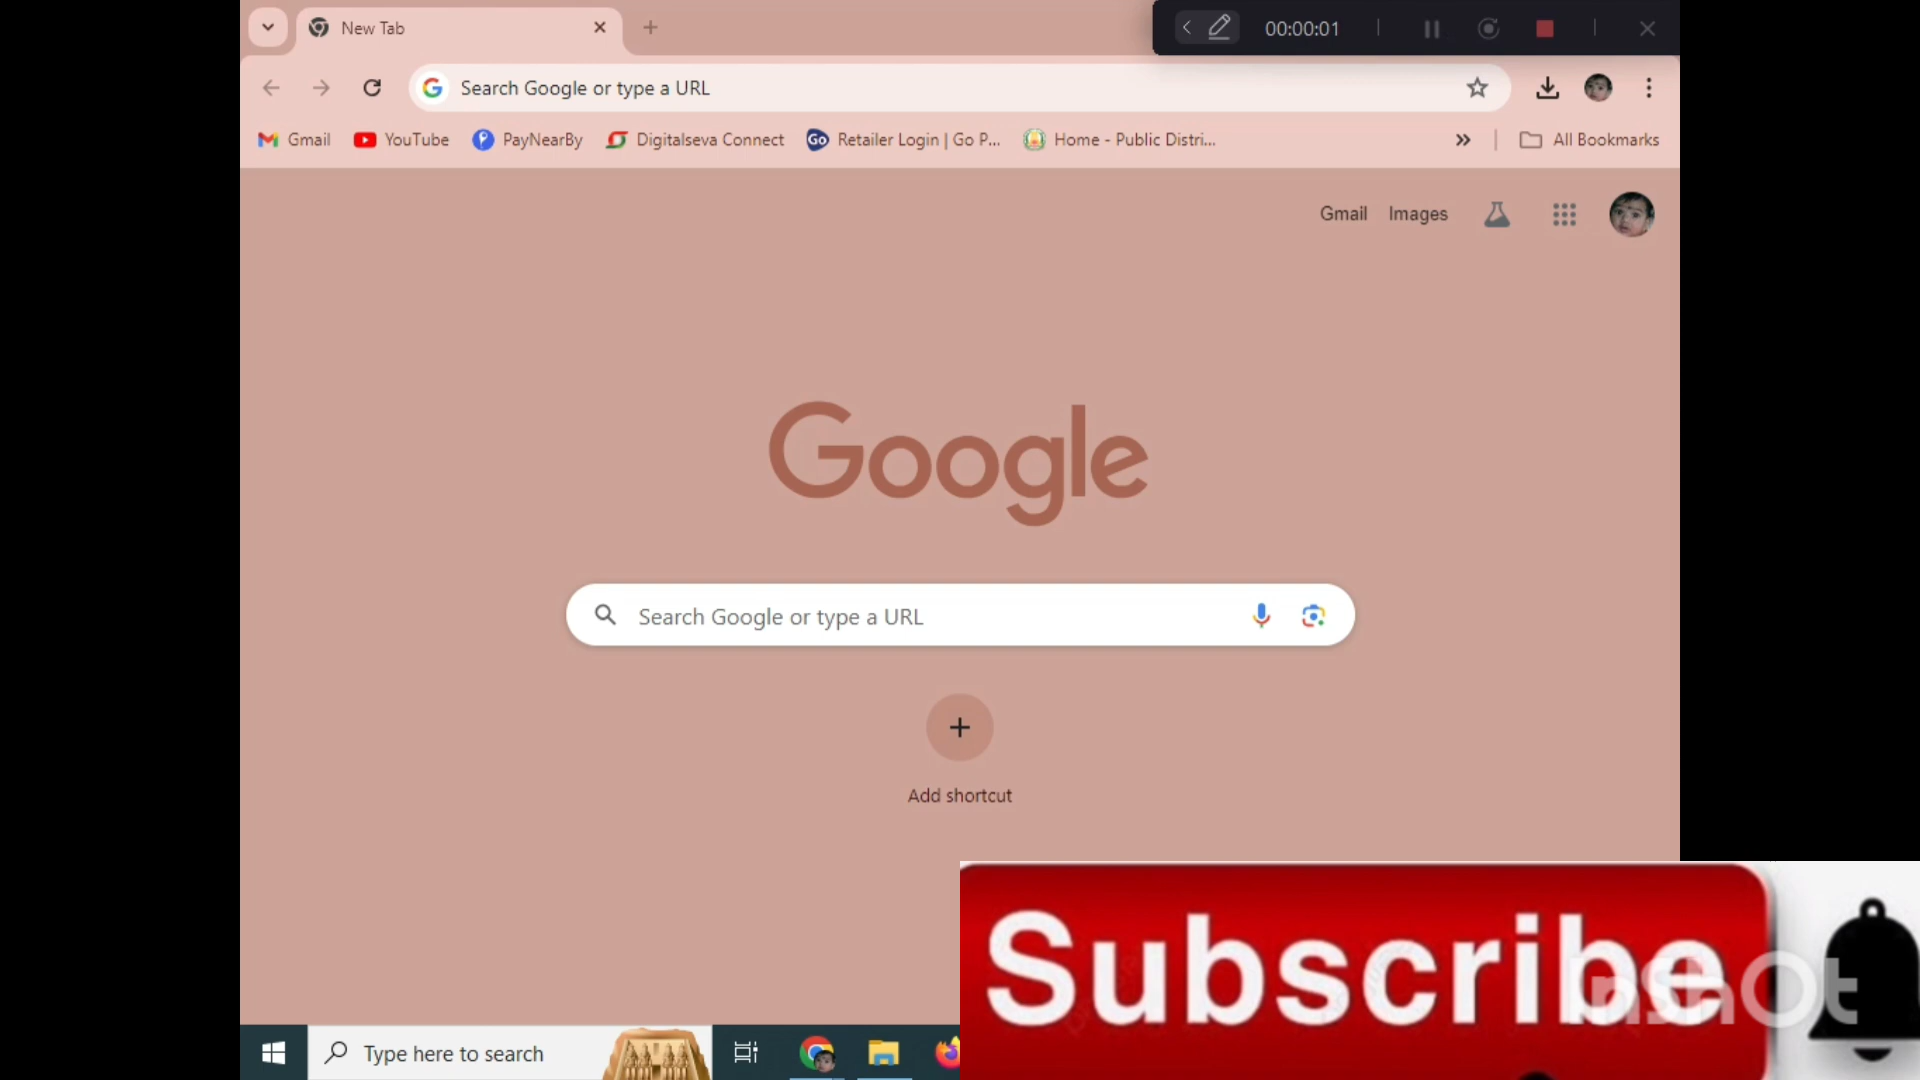 New Tab
00:00:01
Search Google or type a URL
Gmail
YouTube
PayNearBy
Digitalseva Connect
Go
Retailer Login | Go P...
Home - Public Distri...
All Bookmarks
Gmail
Images
Google
Search Google or type a URL
Add shortcut
Subscribe
Type here to search